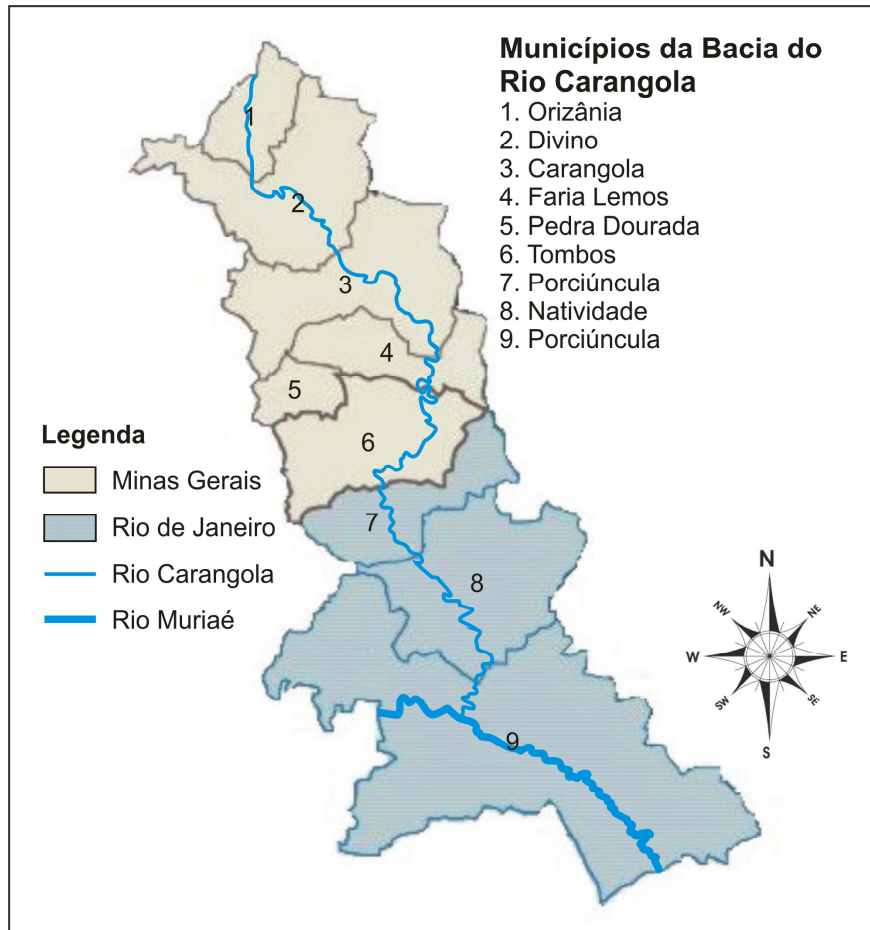 Municípios da Bacia do
Rio Carangola
1. Orizânia
2. Divino
3. Carangola
4. Faria Lemos
5. Pedra Dourada
6. Tombos
7. Porciúncula
8. Natividade
9. Porciúncula
1
2
3
4
5
6
7
8
9
Legenda
Minas Gerais
Rio de Janeiro
Rio Carangola
Rio Muriaé
N
NW
NE
W
E
SW
SE
S